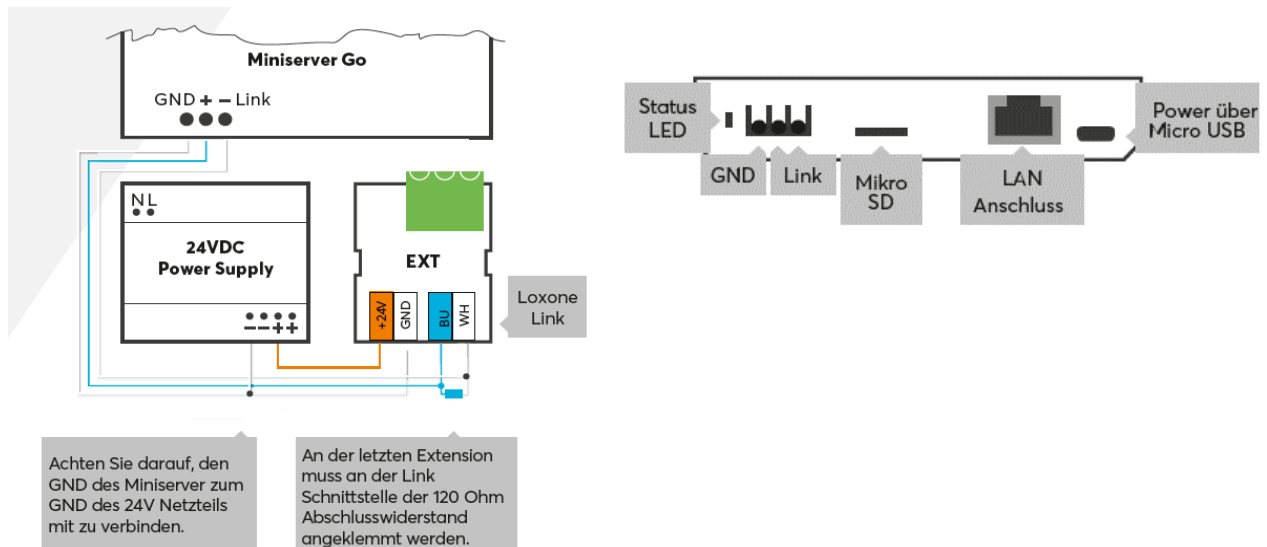 Miniserver Go
GND + − Link
N L
24VDC
Power Supply
−−++
EXT
+24V
GND
BU
WH
Loxone
Link
Achten Sie darauf, den
GND des Miniserver zum
GND des 24V Netzteils
mit zu verbinden.
An der letzten Extension
muss an der Link
Schnittstelle der 120 Ohm
Abschlusswiderstand
angeklemmt werden.
Status
LED
GND
Link
Mikro
SD
LAN
Anschluss
Power über
Micro USB